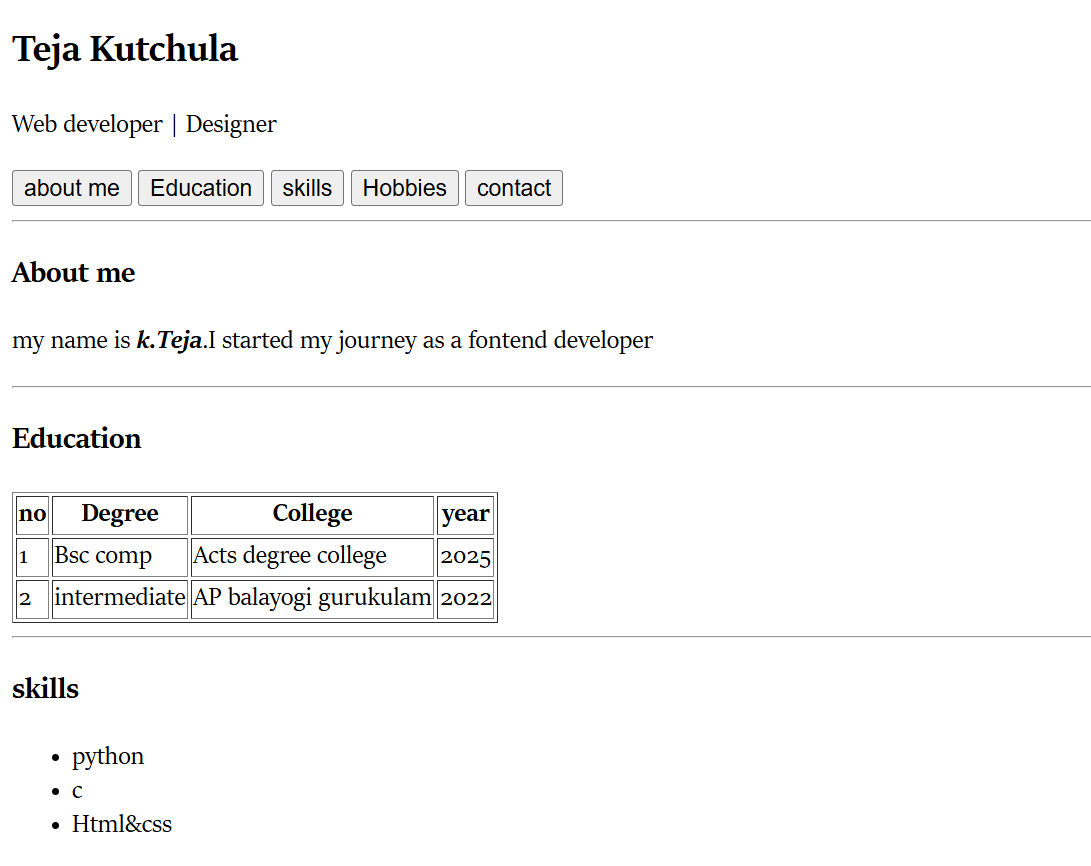 Teja Kutchula
Web developer | Designer
about me Education skills Hobbies contact
About me
my name is k.Teja.I started my journey as a fontend developer
Education
no Degree College year
1 Bsc comp Acts degree college 2025
2 intermediate AP balayogi gurukulam 2022
skills
python
c
Html&css